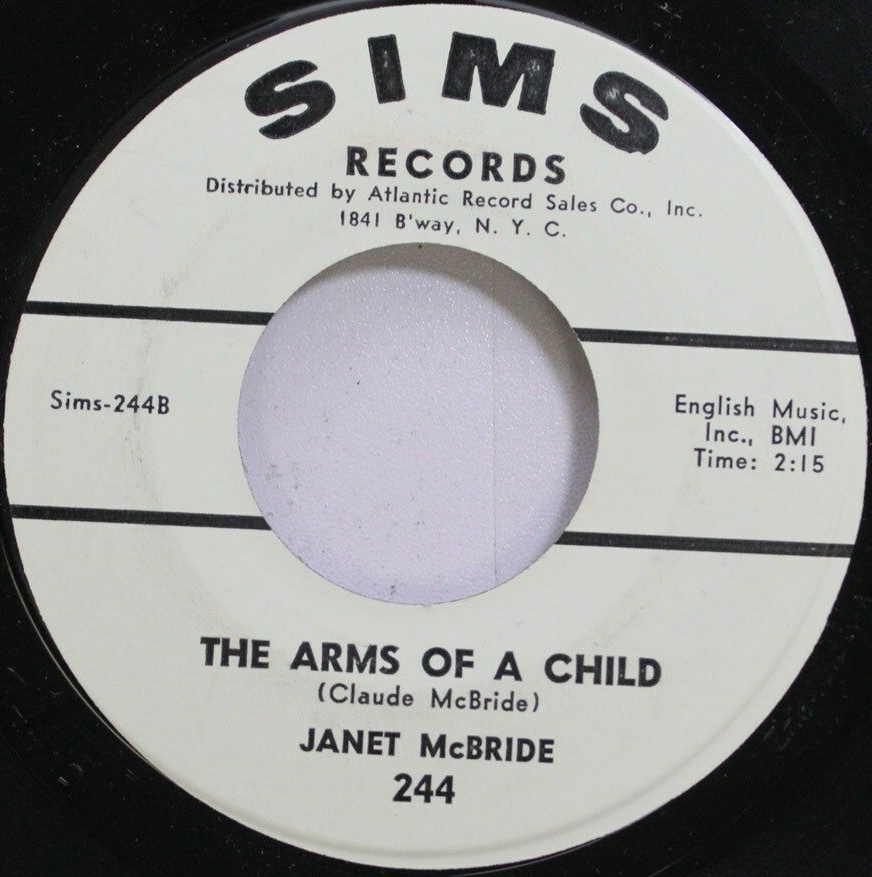 SIMS
RECORDS
Distributed by Atlantic Record Sales Co., Inc.
1841 B'way, N. Y. C.
Sims-244B
English Music,
Inc., BMI
Time: 2:15
THE ARMS OF A CHILD
(Claude McBride)
JANET McBRIDE
244